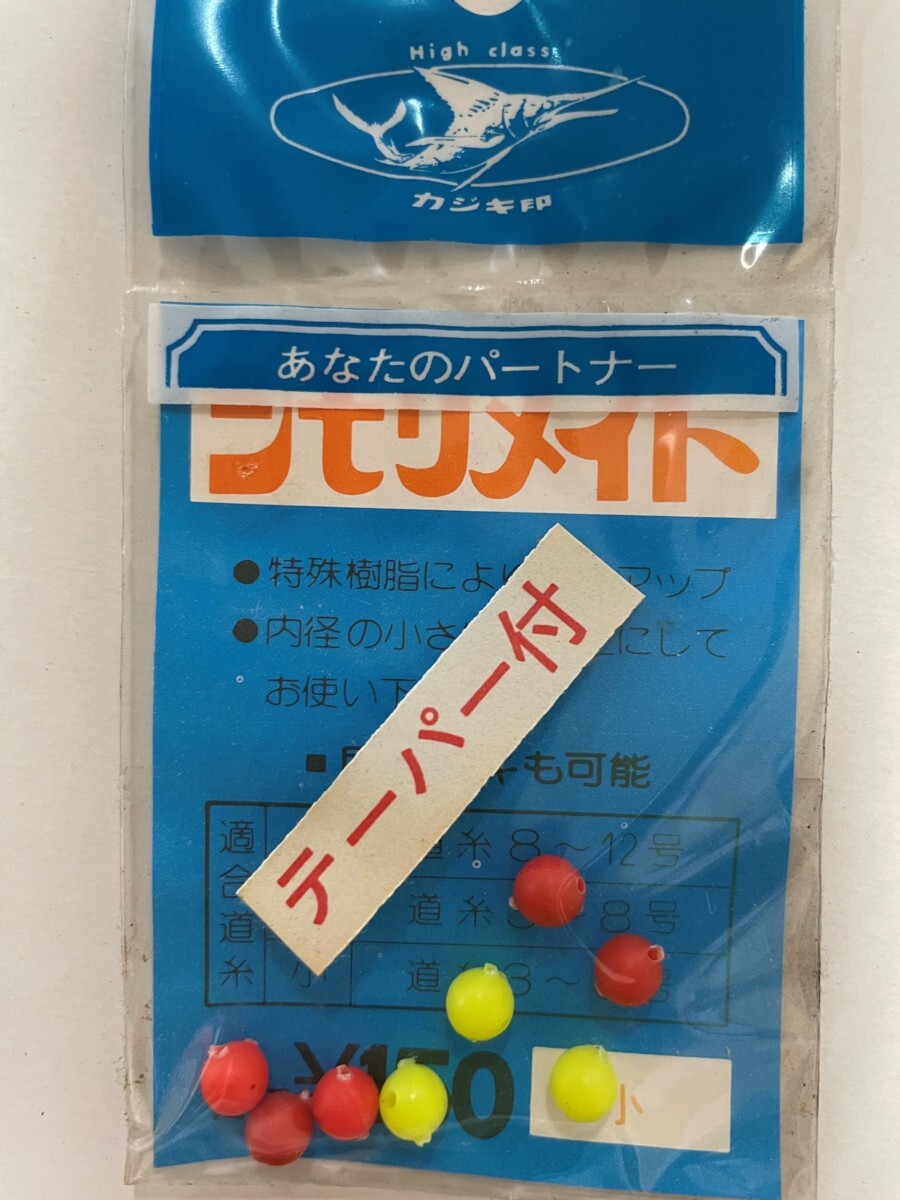 High class
カジキ印
あなたのパートナー
シモリメイト
●特殊樹脂により アップ
●内径の小さ にして
お使い下
テーパー付
■ も可能
適合道糸
道糸8〜12号
道糸 8号
小 道 〜 号
¥150
小